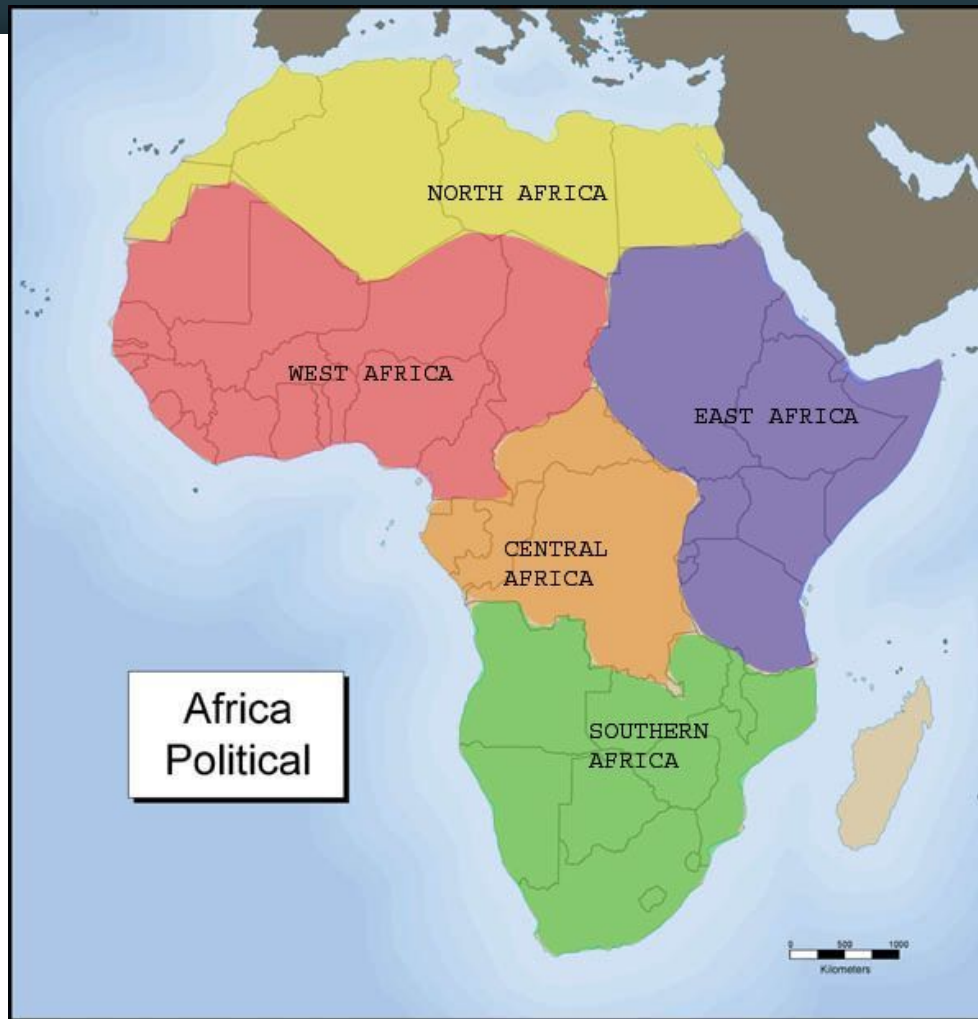 NORTH AFRICA
WEST AFRICA
EAST AFRICA
CENTRAL
AFRICA
Africa
Political
SOUTHERN
AFRICA
0 500 1000
Kilometers